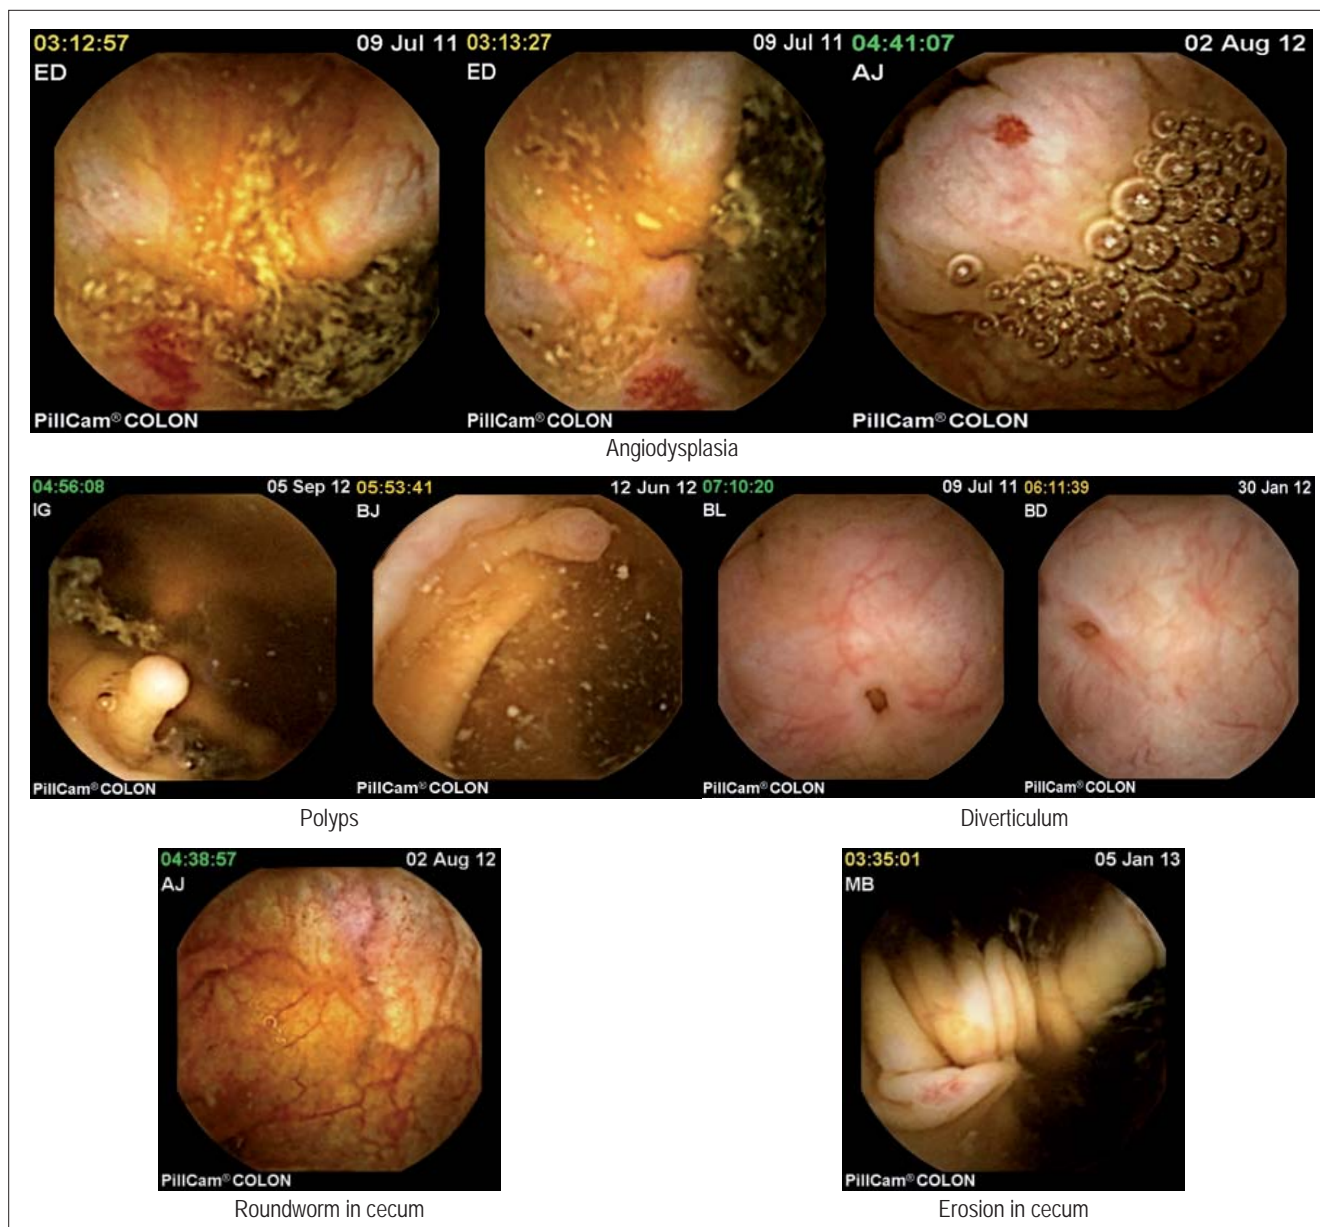 03:12:57 09 Jul 11 03:13:27 09 Jul 11 04:41:07 02 Aug 12
ED ED AJ
PillCam® COLON PillCam® COLON PillCam® COLON
Angiodysplasia
04:56:08 05 Sep 12 05:53:41 12 Jun 12 07:10:20 09 Jul 11 06:11:39 30 Jan 12
IG BJ BL BD
PillCam® COLON PillCam® COLON PillCam® COLON PillCam® COLON
Polyps Diverticulum
04:38:57 02 Aug 12 03:35:01 05 Jan 13
AJ MB
PillCam® COLON PillCam® COLON
Roundworm in cecum Erosion in cecum